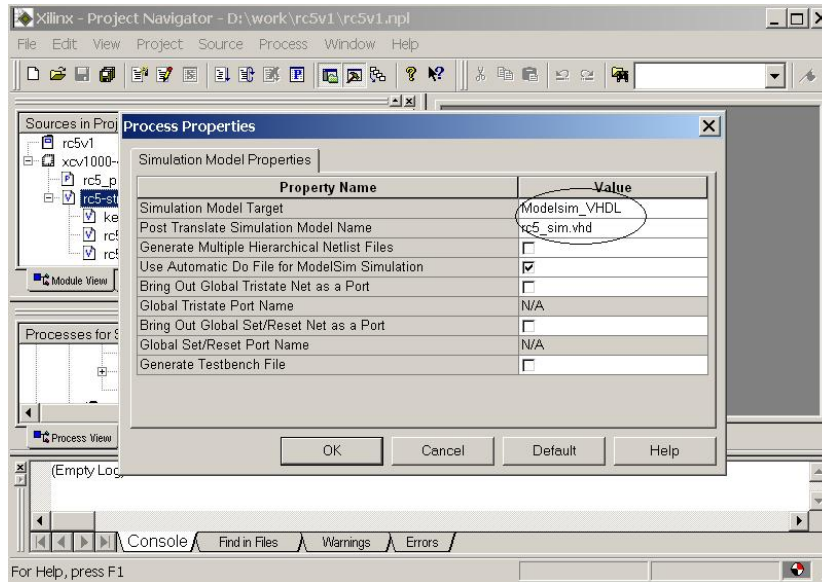 Xilinx - Project Navigator - D:\work\rc5v1\rc5v1.npl
File Edit View Project Source Process Window Help
Sources in Proj
rc5v1
xcv1000-
rc5_p
rc5-st
ke
rc5
rc5
Module View
Processes for S
Process View
Process Properties
Simulation Model Properties
Property Name Value
Simulation Model Target Modelsim_VHDL
Post Translate Simulation Model Name rc5_sim.vhd
Generate Multiple Hierarchical Netlist Files
Use Automatic Do File for ModelSim Simulation
Bring Out Global Tristate Net as a Port
Global Tristate Port Name N/A
Bring Out Global Set/Reset Net as a Port
Global Set/Reset Port Name N/A
Generate Testbench File
OK Cancel Default Help
(Empty Log)
Console Find in Files Warnings Errors
For Help, press F1